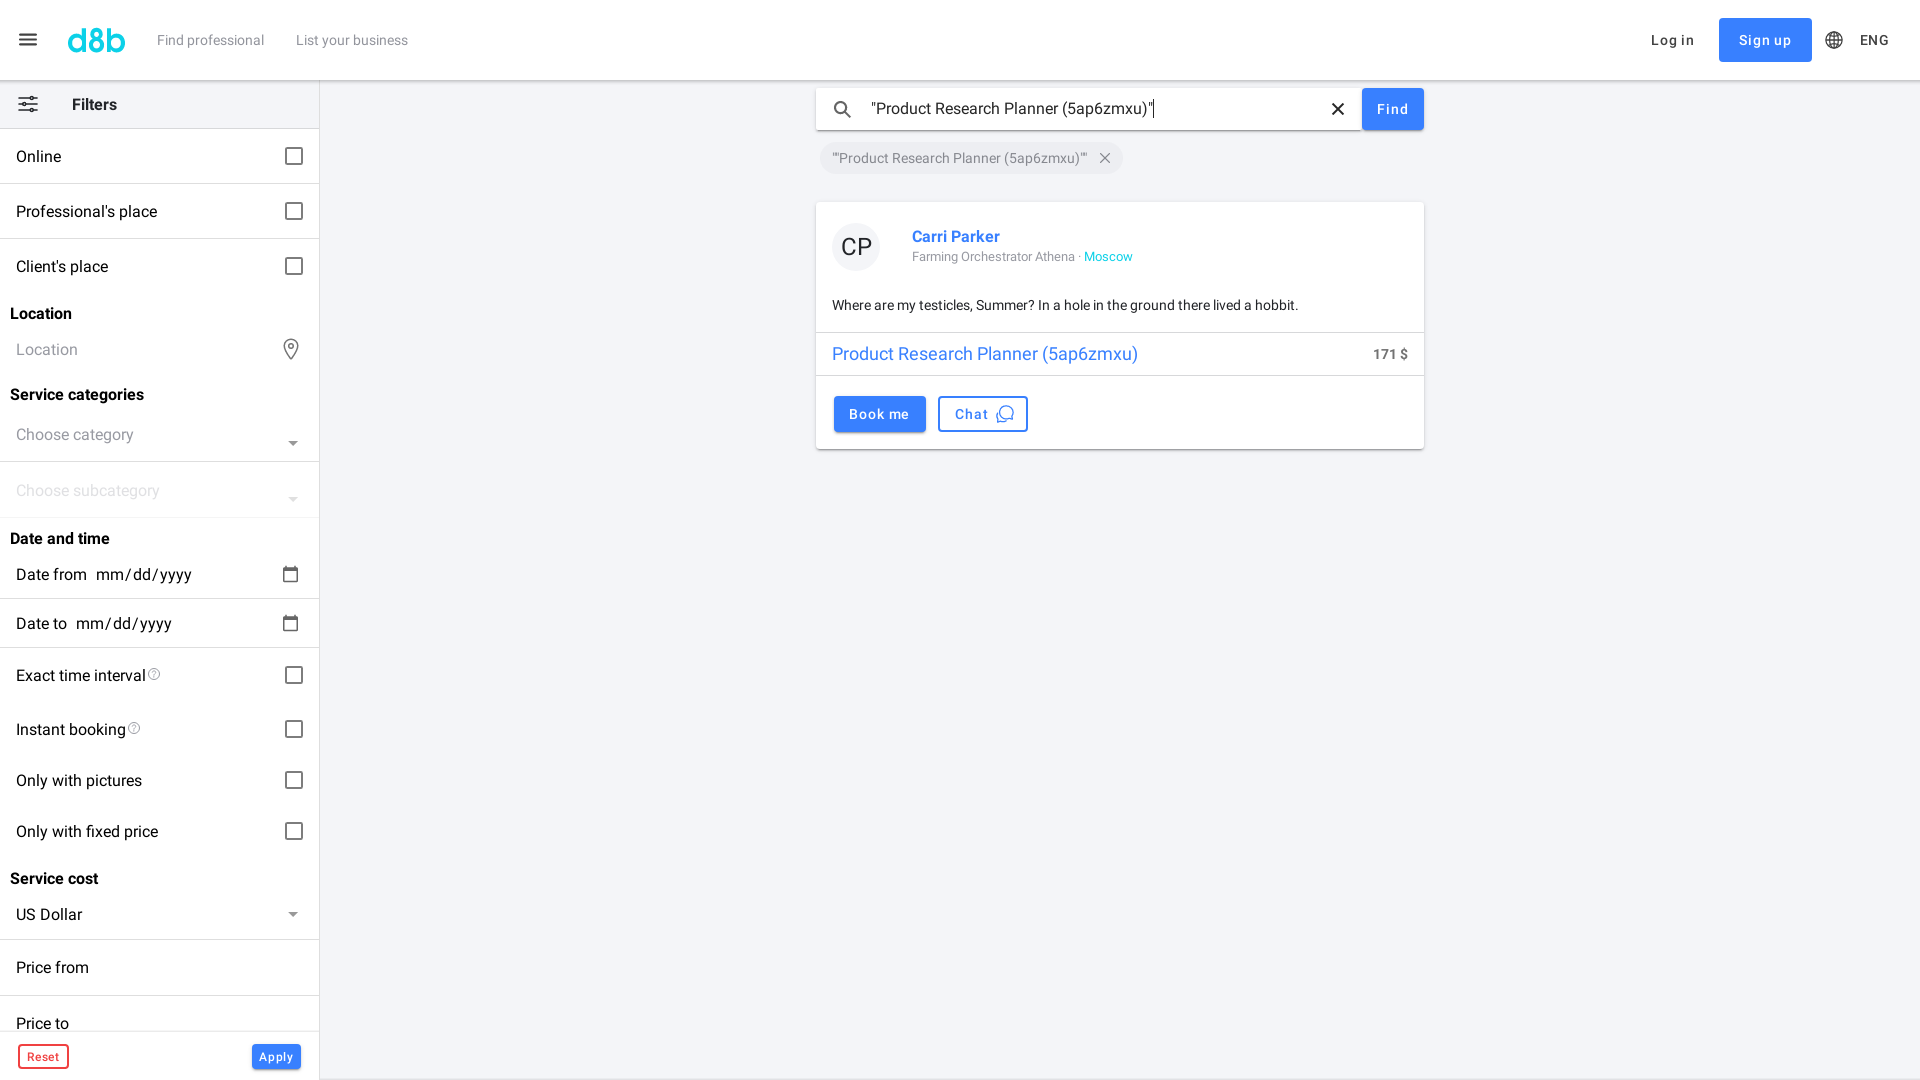 d8b
Find professional
List your business
Log in
Sign up
ENG
Filters
Online
Professional's place
Client's place
Location
Location
Service categories
Choose category
Choose subcategory
Date and time
Date from mm/dd/yyyy
Date to mm/dd/yyyy
Exact time interval
Instant booking
Only with pictures
Only with fixed price
Service cost
US Dollar
Price from
Price to
Reset
Apply
"Product Research Planner (5ap6zmxu)"
Find
""Product Research Planner (5ap6zmxu)""
CP
Carri Parker
Farming Orchestrator Athena · Moscow
Where are my testicles, Summer? In a hole in the ground there lived a hobbit.
Product Research Planner (5ap6zmxu)
171 $
Book me
Chat